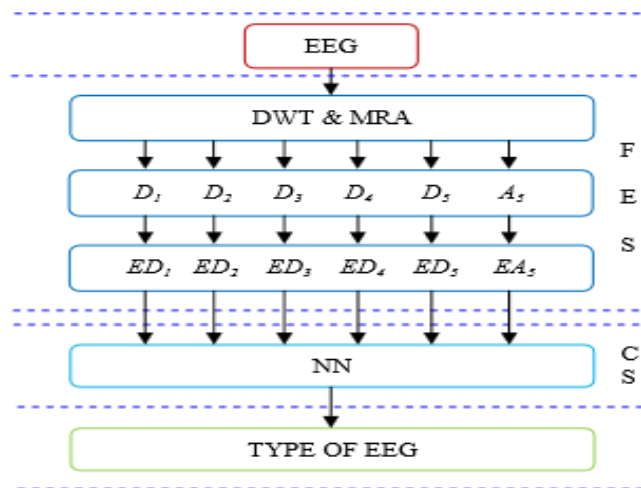 EEG
DWT & MRA
F
D₁ D₂ D₃ D₄ D₅ A₅
E
S
ED₁ ED₂ ED₃ ED₄ ED₅ EA₅
NN
C
S
TYPE OF EEG